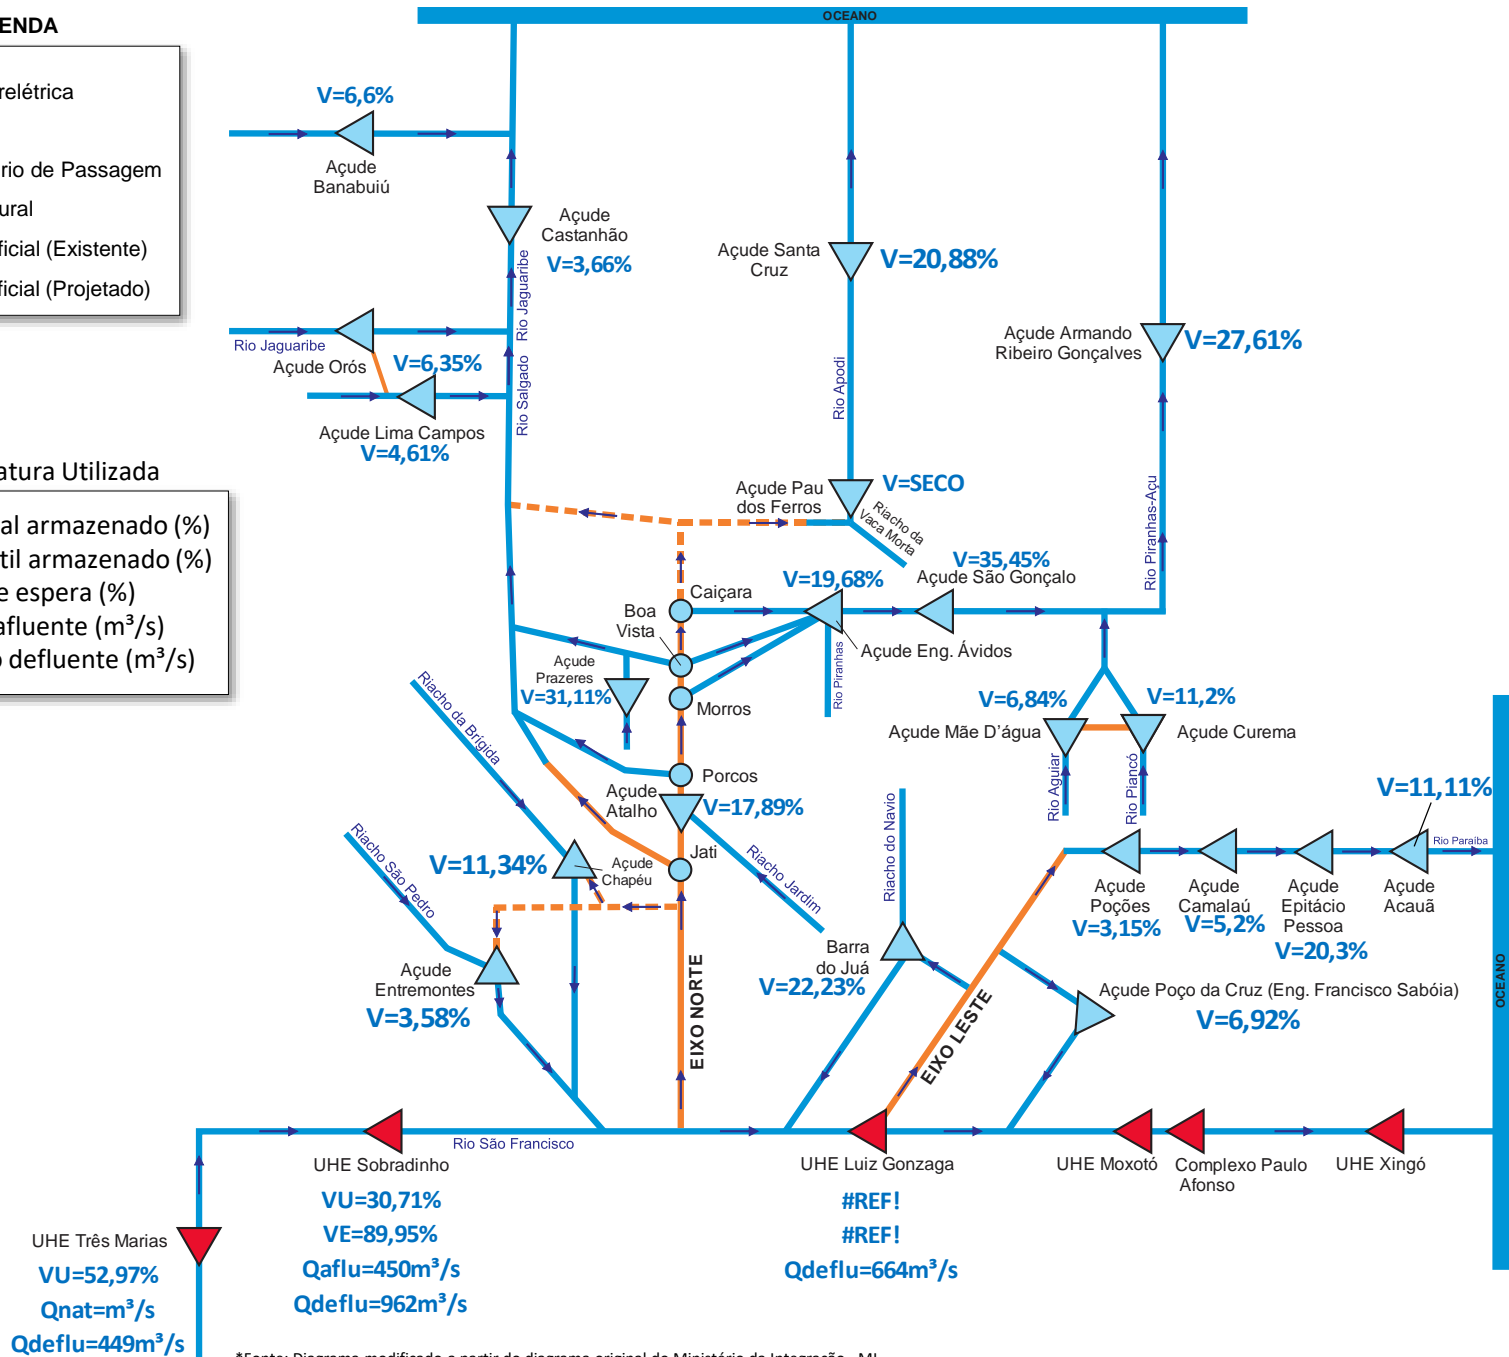 OCEANO
ENDA
relétrica
rio de Passagem
ural
ficial (Existente)
ficial (Projetado)
V=6,6%
Açude
Banabuiú
Açude
Castanhão
V=3,66%
Rio Jaguaribe
Açude Santa
Cruz
V=20,88%
Açude Armando
Ribeiro Gonçalves
V=27,61%
Rio Jaguaribe
Açude Orós
V=6,35%
Rio Salgado
Rio Apodi
Açude Lima Campos
V=4,61%
atura Utilizada
al armazenado (%)
til armazenado (%)
e espera (%)
afluente (m³/s)
o defluente (m³/s)
Açude Pau
dos Ferros
V=SECO
Riacho da
Vaca Morta
Rio Piranhas-Açu
V=35,45%
Açude São Gonçalo
V=19,68%
Caiçara
Boa
Vista
Açude Eng. Ávidos
Rio Piranhas
Açude
Prazeres
V=31,11%
Morros
Riacho da Brígida
V=6,84%
Açude Mãe D'água
V=11,2%
Açude Curema
Rio Aguiar
Rio Piancó
Porcos
Açude
Atalho
V=17,89%
Riacho do Navio
V=11,11%
Rio Paraíba
Riacho São Pedro
V=11,34%
Açude
Chapéu
Jati
Riacho Jardim
Açude
Poções
V=3,15%
Açude
Camalaú
V=5,2%
Açude
Epitácio
Pessoa
V=20,3%
Açude
Acauã
Açude
Entremontes
V=3,58%
EIXO NORTE
Barra
do Juá
V=22,23%
EIXO LESTE
Açude Poço da Cruz (Eng. Francisco Sabóia)
V=6,92%
OCEANO
Rio São Francisco
UHE Sobradinho
VU=30,71%
VE=89,95%
Qaflu=450m³/s
Qdeflu=962m³/s
UHE Luiz Gonzaga
#REF!
#REF!
Qdeflu=664m³/s
UHE Moxotó
Complexo Paulo
Afonso
UHE Xingó
UHE Três Marias
VU=52,97%
Qnat=m³/s
Qdeflu=449m³/s